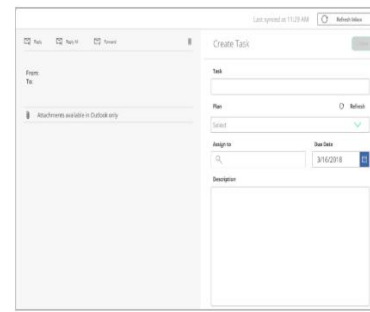 Last synced at 11:28 AM
Refresh Inbox
Reply
Reply All
Forward
Create Task
From:
To:
Attachments available in Outlook only
Task
Plan
Refresh
Select
Assign to
Due Date
3/16/2018
Description